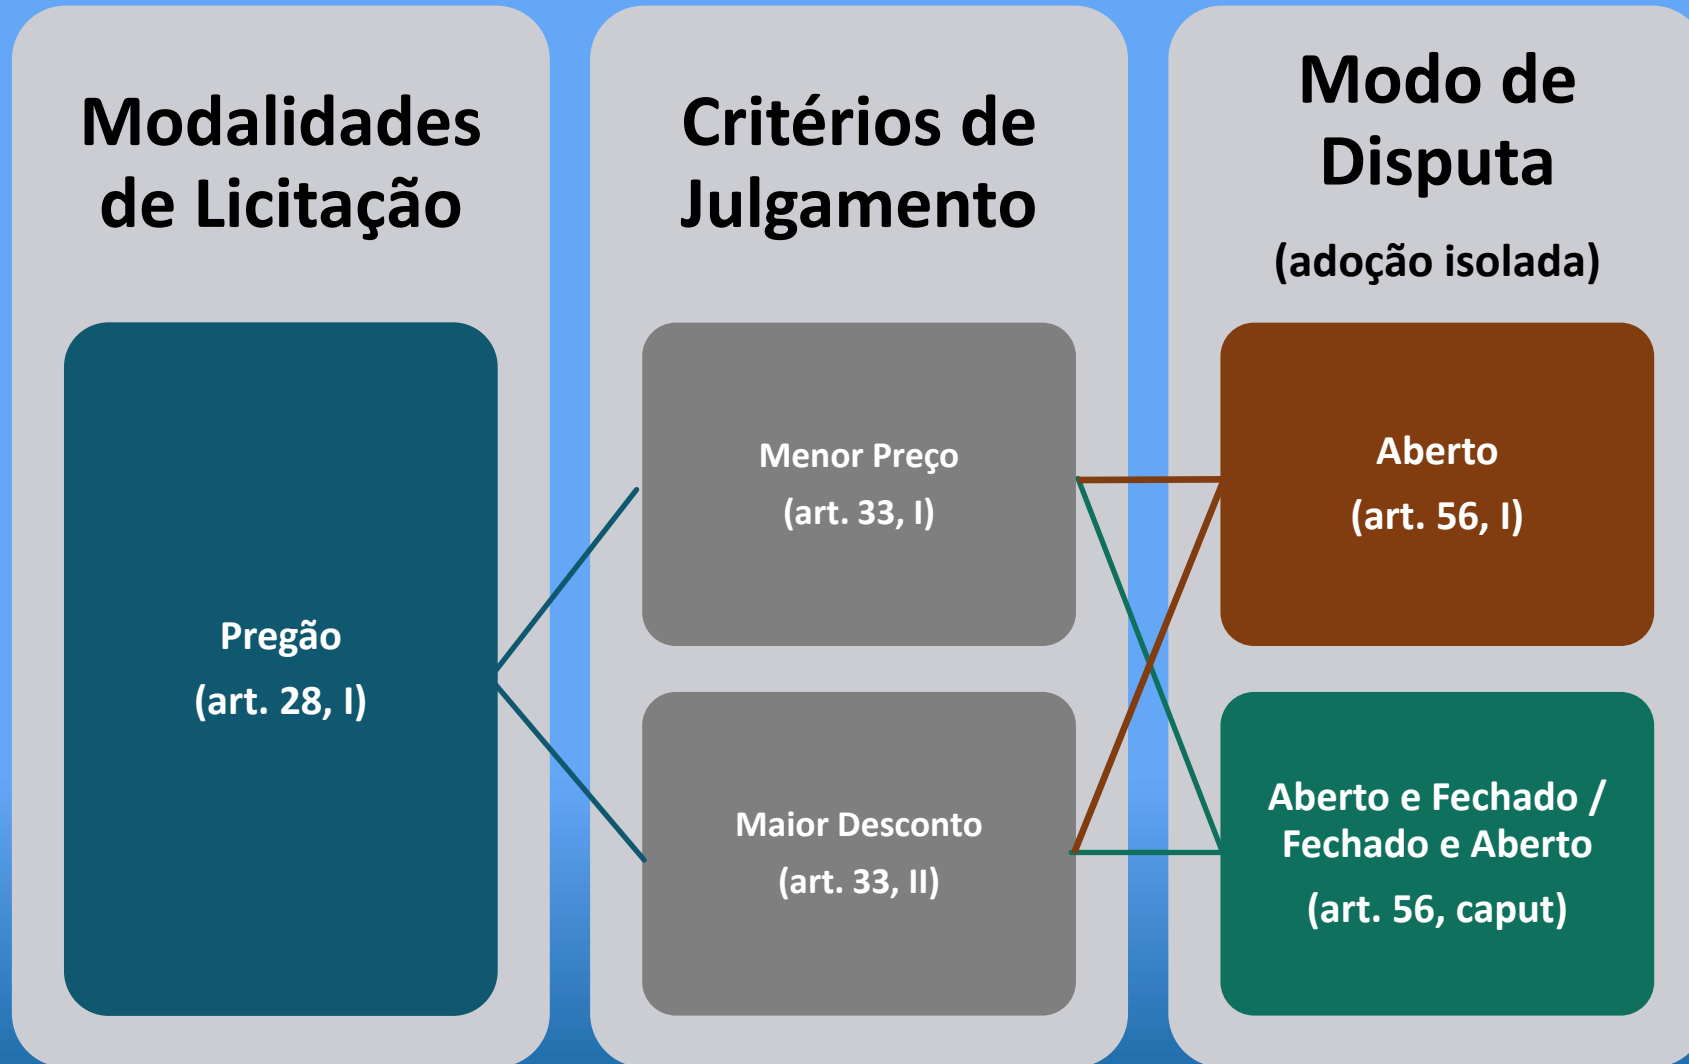 Modalidades
de Licitação
Pregão
(art. 28, I)
Critérios de
Julgamento
Menor Preço
(art. 33, I)
Maior Desconto
(art. 33, II)
Modo de
Disputa
(adoção isolada)
Aberto
(art. 56, I)
Aberto e Fechado /
Fechado e Aberto
(art. 56, caput)